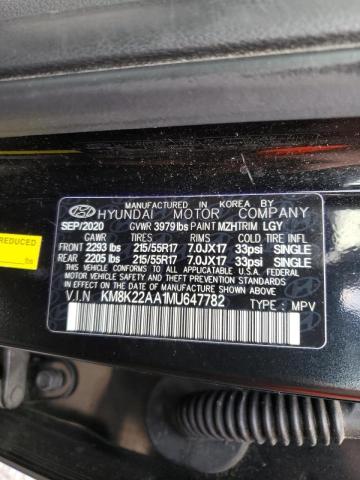 MANUFACTURED IN KOREA BY
HYUNDAI MOTOR COMPANY
SEP/2020 GVWR 3979 lbs PAINT MZH TRIM LGY
GAWR TIRES RIMS COLD TIRE INF.
FRONT 2293 lbs 215/55R17 7.0JX17 33psi SINGLE
REAR 2205 lbs 215/55R17 7.0JX17 33psi SINGLE
THIS VEHICLE CONFORMS TO ALL APPLICABLE U.S. FEDERAL
MOTOR VEHICLE SAFETY, BUMPER AND THEFT PREVENTION
STANDARDS IN EFFECT ON THE DATE OF MANUFACTURE SHOWN ABOVE.
V.I.N KM8K22AA1MU647782 TYPE : MPV
REDUCED